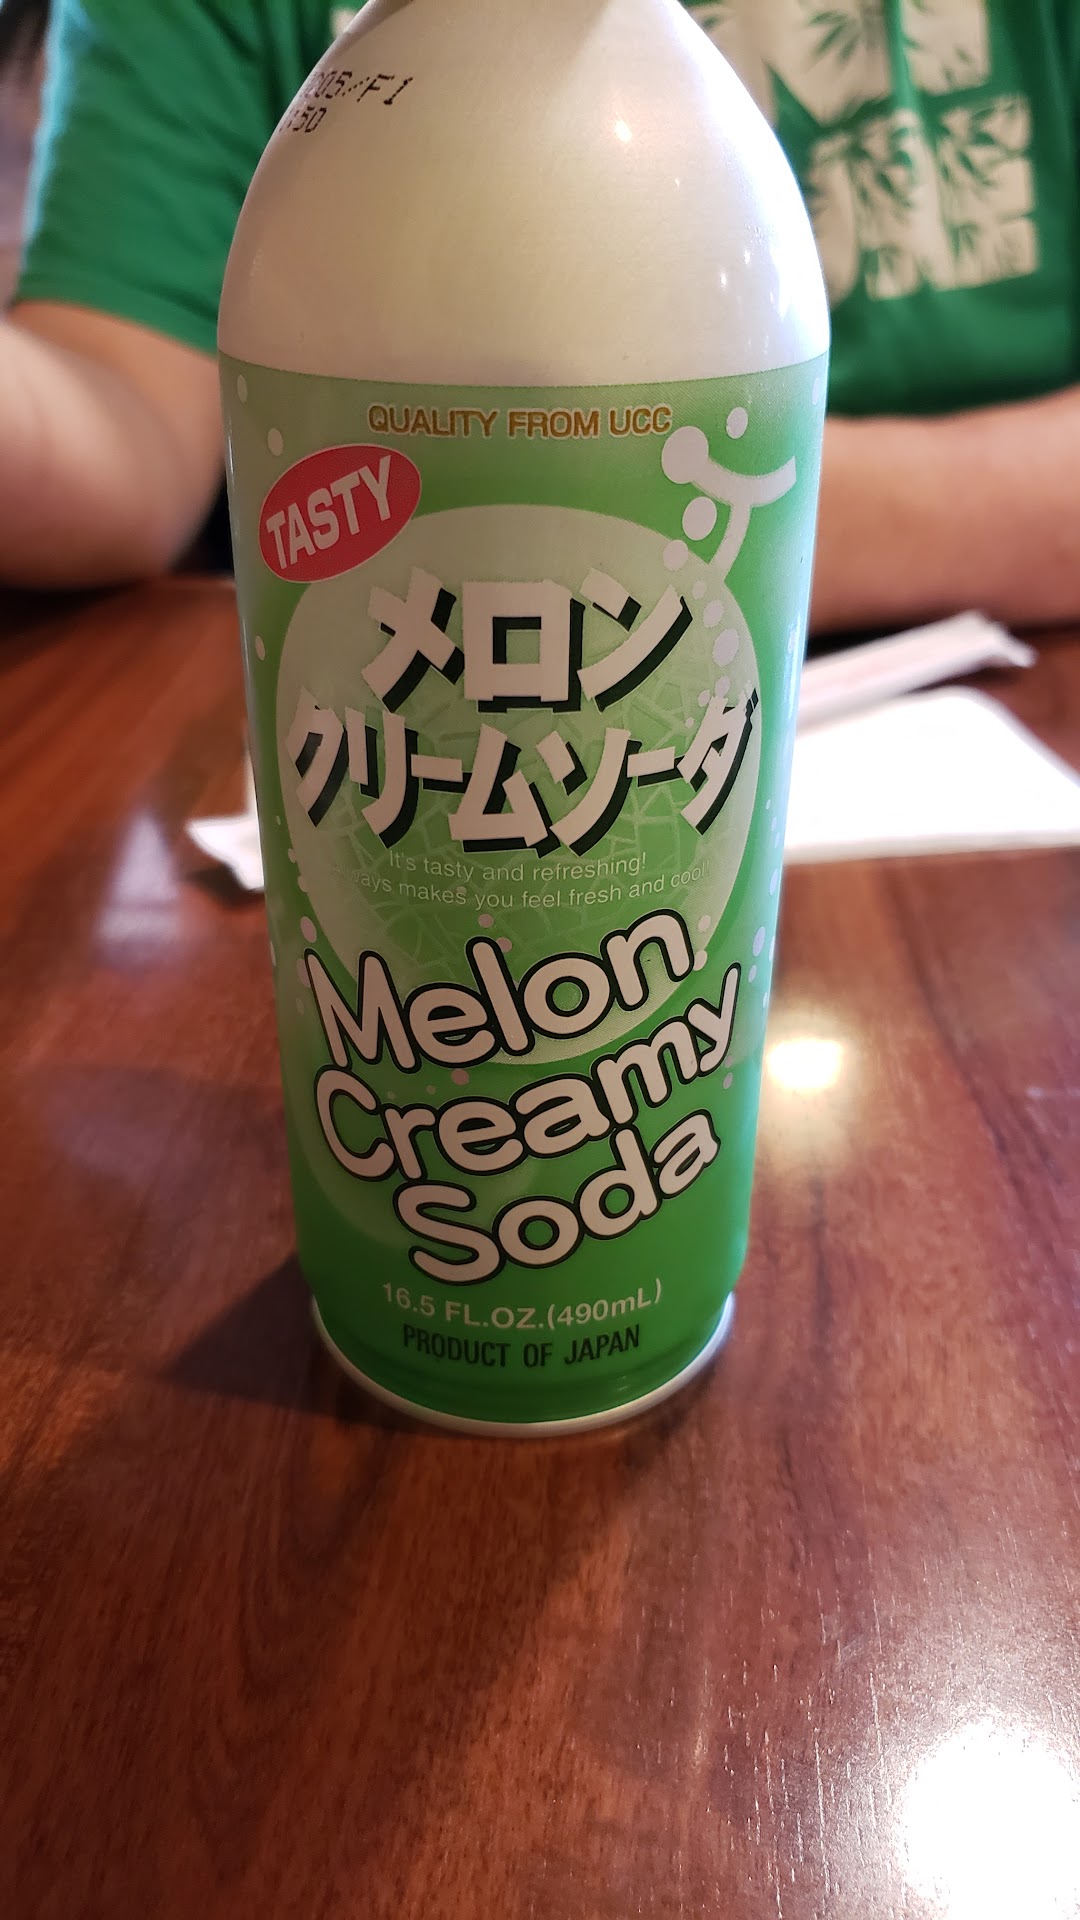 QUALITY FROM UCC
TASTY
メロン
クリームソーダ
It's tasty and refreshing!
makes you feel fresh and cool!
Melon
Creamy
Soda
16.5 FL.OZ.(490mL)
PRODUCT OF JAPAN